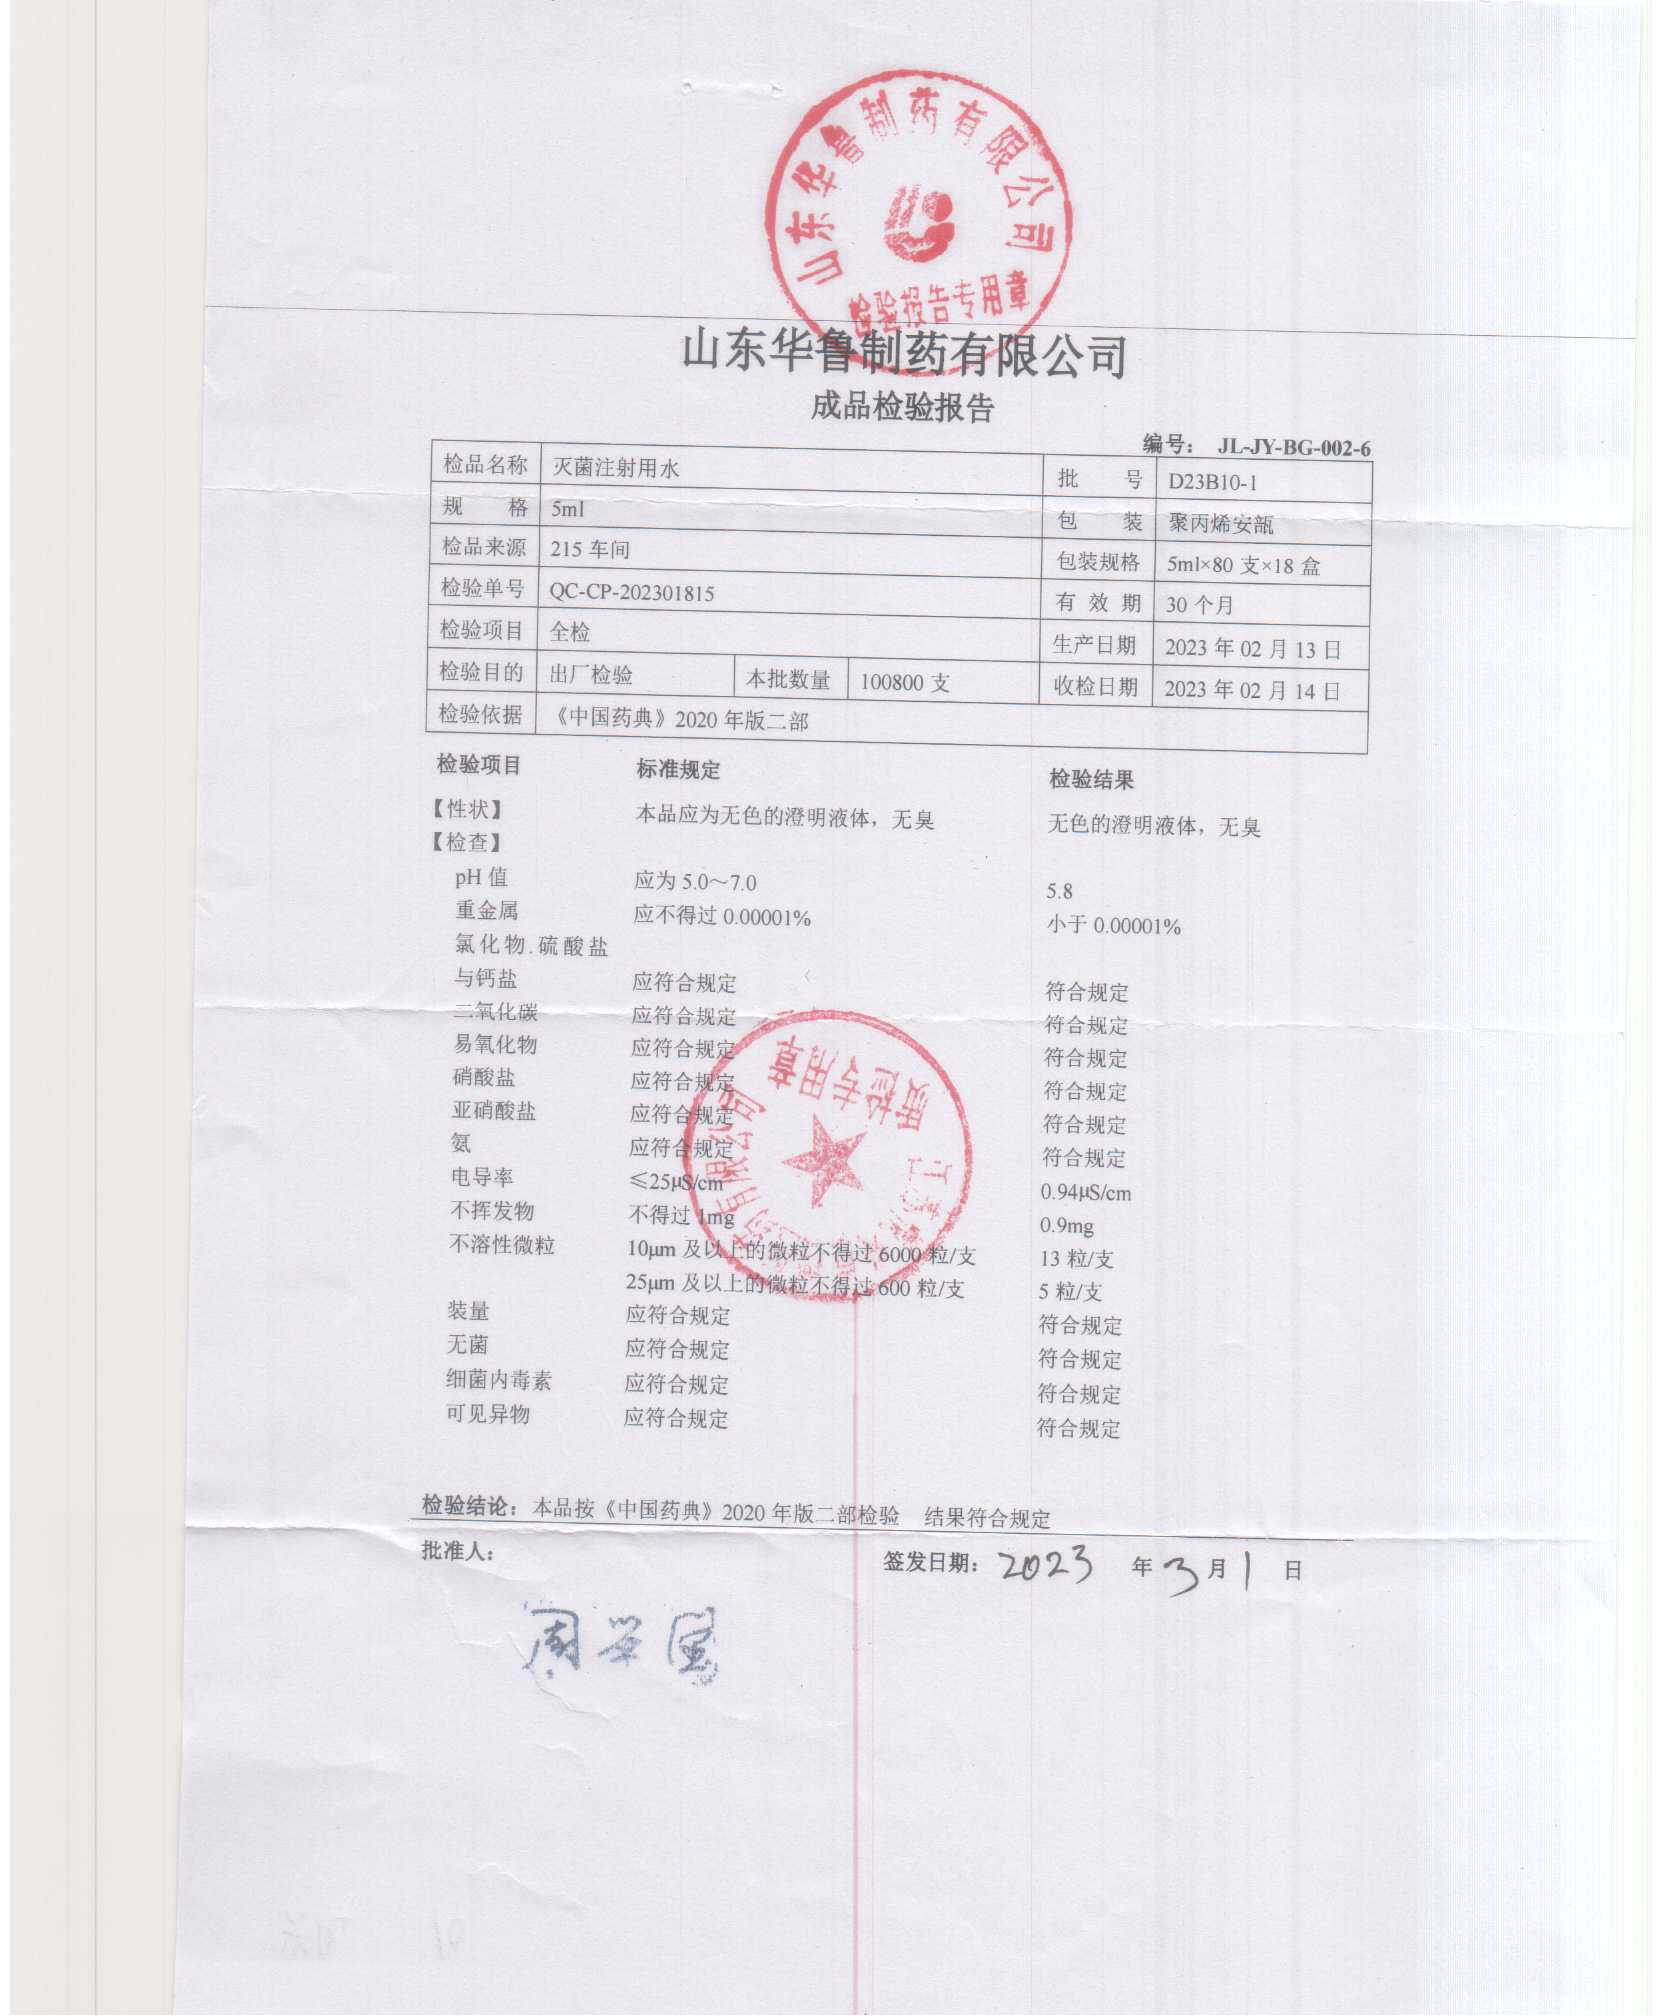 山东华鲁制药有限公司
检验报告专用章
山东华鲁制药有限公司
成品检验报告
编号： JL-JY-BG-002-6
检品名称 灭菌注射用水 批 号 D23B10-1
规 格 5ml 包 装 聚丙烯安瓿
检品来源 215 车间 包装规格 5ml×80 支×18 盒
检验单号 QC-CP-202301815 有 效 期 30 个月
检验项目 全检 生产日期 2023 年 02 月 13 日
检验目的 出厂检验 本批数量 100800 支 收检日期 2023 年 02 月 14 日
检验依据 《中国药典》2020 年版二部
检验项目 标准规定 检验结果
【性状】 本品应为无色的澄明液体，无臭 无色的澄明液体，无臭
【检查】
pH 值 应为 5.0～7.0 5.8
重金属 应不得过 0.00001% 小于 0.00001%
氯化物.硫酸盐
与钙盐 应符合规定 符合规定
二氧化碳 应符合规定 符合规定
易氧化物 应符合规定 符合规定
硝酸盐 应符合规定 符合规定
亚硝酸盐 应符合规定 符合规定
氨 应符合规定 符合规定
电导率 ≤25μS/cm 0.94μS/cm
不挥发物 不得过 1mg 0.9mg
不溶性微粒 10μm 及以上的微粒不得过 6000 粒/支 13 粒/支
25μm 及以上的微粒不得过 600 粒/支 5 粒/支
装量 应符合规定 符合规定
无菌 应符合规定 符合规定
细菌内毒素 应符合规定 符合规定
可见异物 应符合规定 符合规定
质检专用章
检验结论：本品按《中国药典》2020 年版二部检验 结果符合规定
批准人： 签发日期：2023 年 3 月 1 日